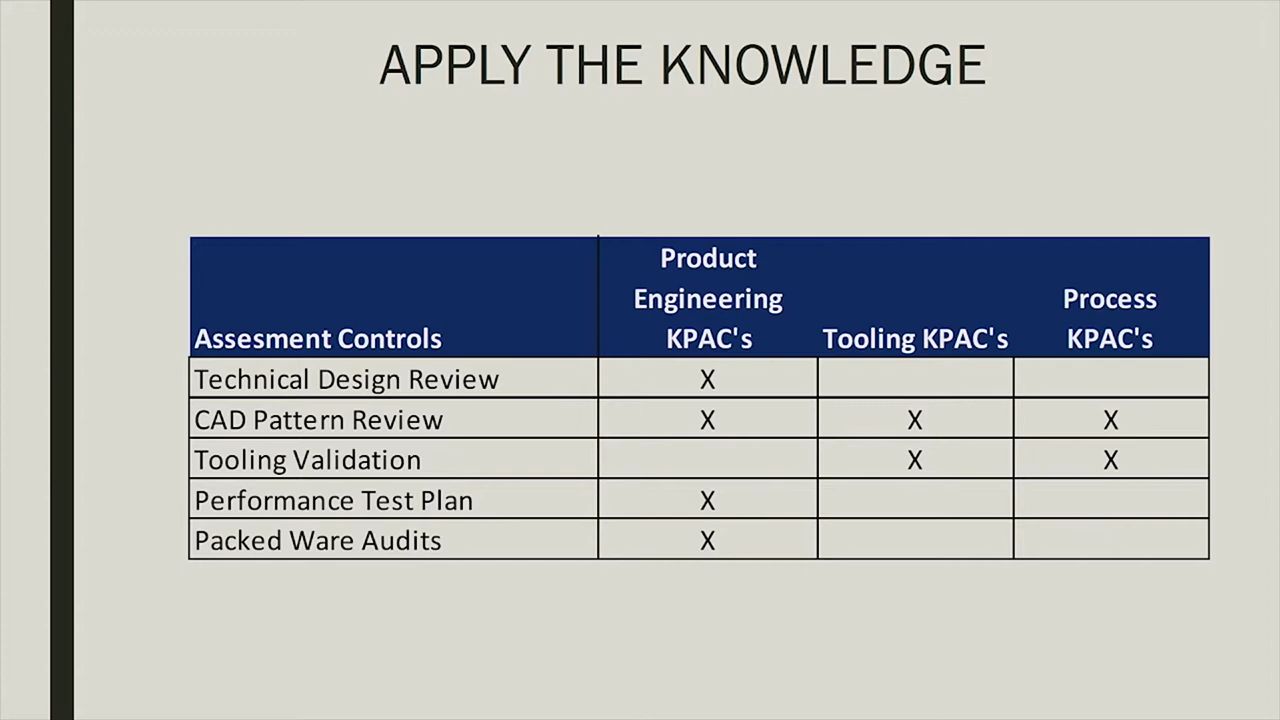 APPLY THE KNOWLEDGE
Assesment Controls Product Engineering KPAC's Tooling KPAC's Process KPAC's
Technical Design Review X
CAD Pattern Review X X X
Tooling Validation X X
Performance Test Plan X
Packed Ware Audits X